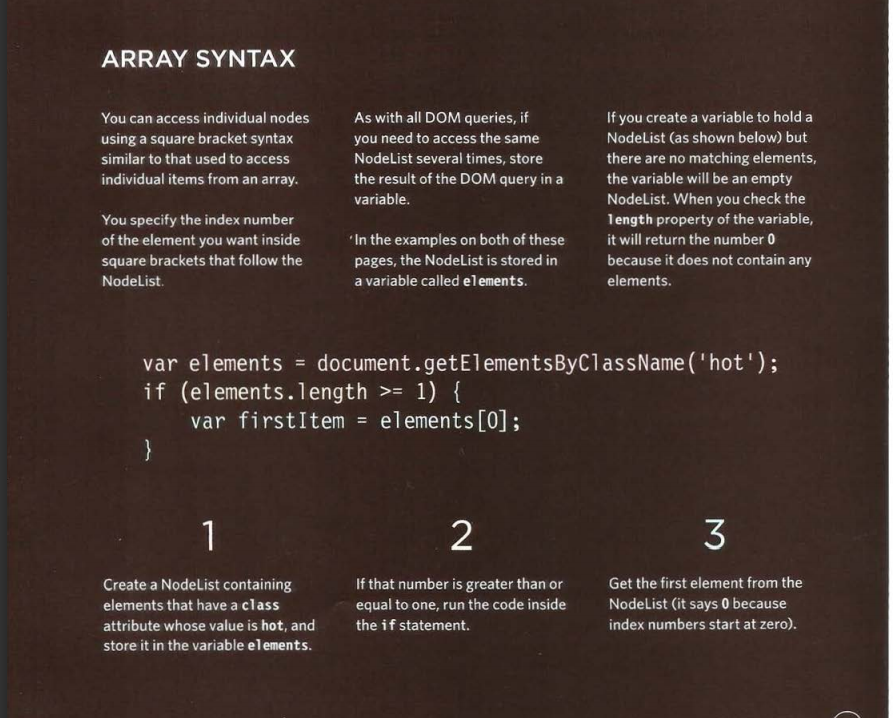 ARRAY SYNTAX
You can access individual nodes
using a square bracket syntax
similar to that used to access
individual items from an array.
You specify the index number
of the element you want inside
square brackets that follow the
NodeList.
As with all DOM queries, if
you need to access the same
NodeList several times, store
the result of the DOM query in a
variable.
In the examples on both of these
pages, the NodeList is stored in
a variable called elements.
If you create a variable to hold a
NodeList (as shown below) but
there are no matching elements,
the variable will be an empty
NodeList. When you check the
length property of the variable,
it will return the number 0
because it does not contain any
elements.
var elements = document.getElementsByClassName('hot');
if (elements.length >= 1) {
    var firstItem = elements[0];
}
1
Create a NodeList containing
elements that have a class
attribute whose value is hot, and
store it in the variable elements.
2
If that number is greater than or
equal to one, run the code inside
the if statement.
3
Get the first element from the
NodeList (it says 0 because
index numbers start at zero).